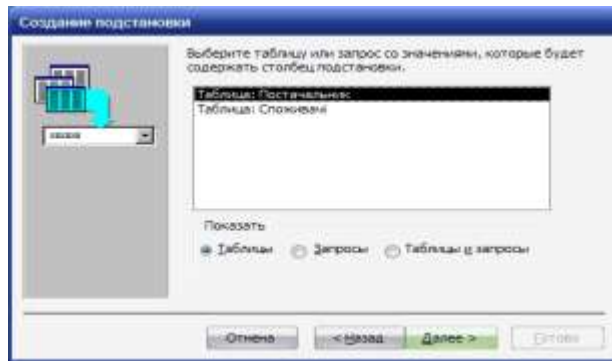 Создание подстановки
Выберите таблицу или запрос со значениями, которые будет
содержать столбец подстановки.
Таблица: Постачальник
Таблица: Споживачі
Показать
Таблицы Запросы Таблицы и запросы
Отмена < Назад Далее > Готово